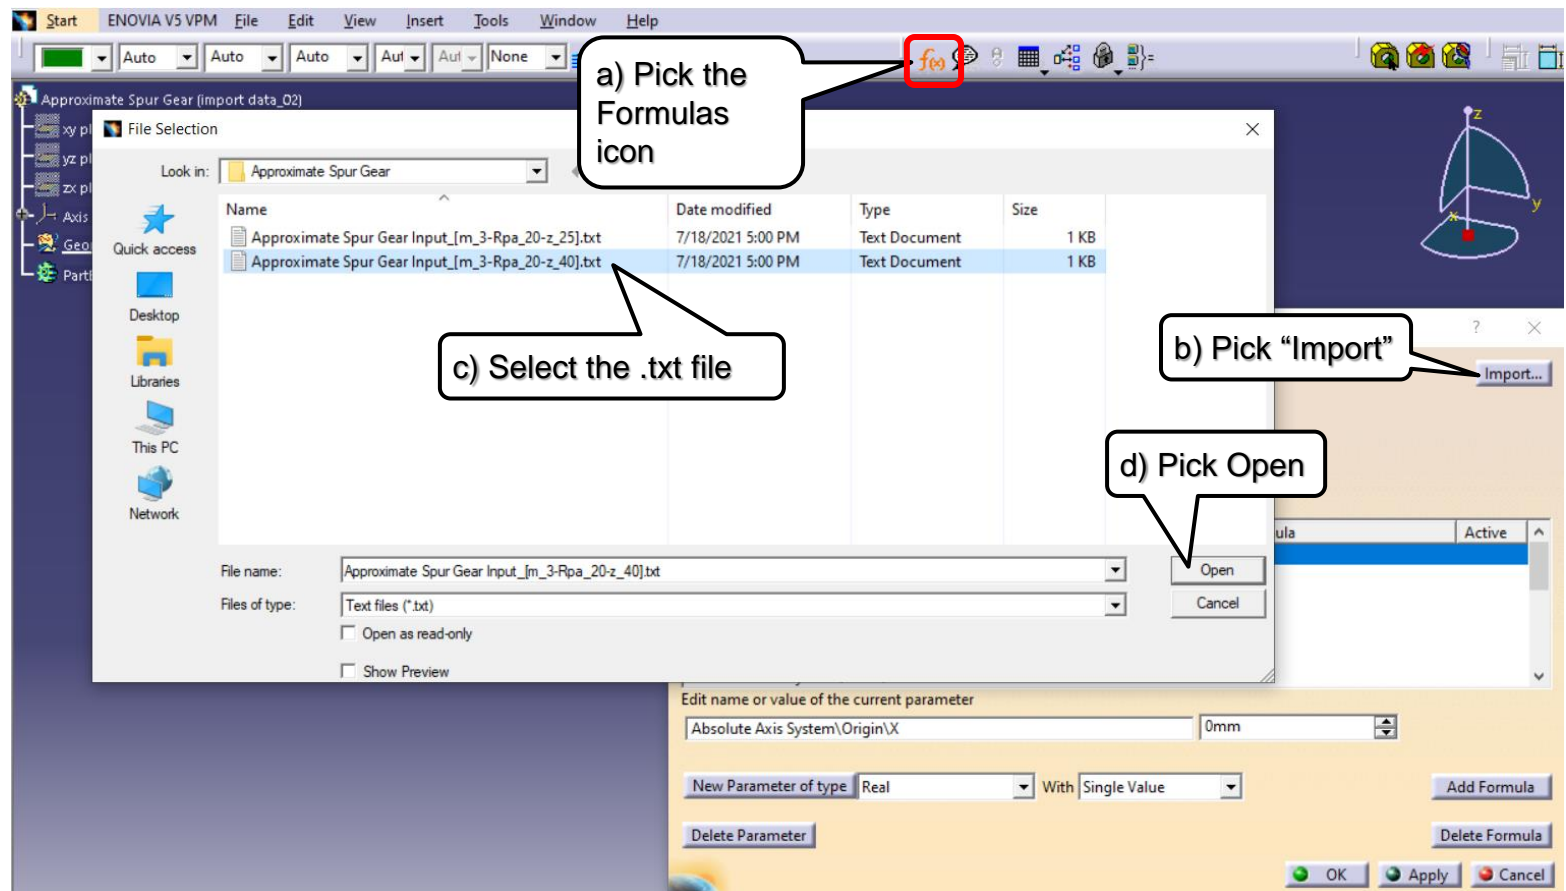 Start ENOVIA V5 VPM File Edit View Insert Tools Window Help
Auto Auto Auto Aut Aut None
a) Pick the
Formulas
icon
f(x)
Approximate Spur Gear (import data_02)
xy pl
yz pl
zx pl
Axis
Geo
PartB
z
y
x
File Selection
Look in: Approximate Spur Gear
Name Date modified Type Size
Approximate Spur Gear Input_[m_3-Rpa_20-z_25].txt 7/18/2021 5:00 PM Text Document 1 KB
Approximate Spur Gear Input_[m_3-Rpa_20-z_40].txt 7/18/2021 5:00 PM Text Document 1 KB
Quick access
Desktop
Libraries
This PC
Network
c) Select the .txt file
b) Pick “Import”
Import...
d) Pick Open
File name: Approximate Spur Gear Input_[m_3-Rpa_20-z_40].txt Open
Files of type: Text files (*.txt) Cancel
Open as read-only
Show Preview
ula Active
Edit name or value of the current parameter
Absolute Axis System\Origin\X 0mm
New Parameter of type Real With Single Value Add Formula
Delete Parameter Delete Formula
OK Apply Cancel